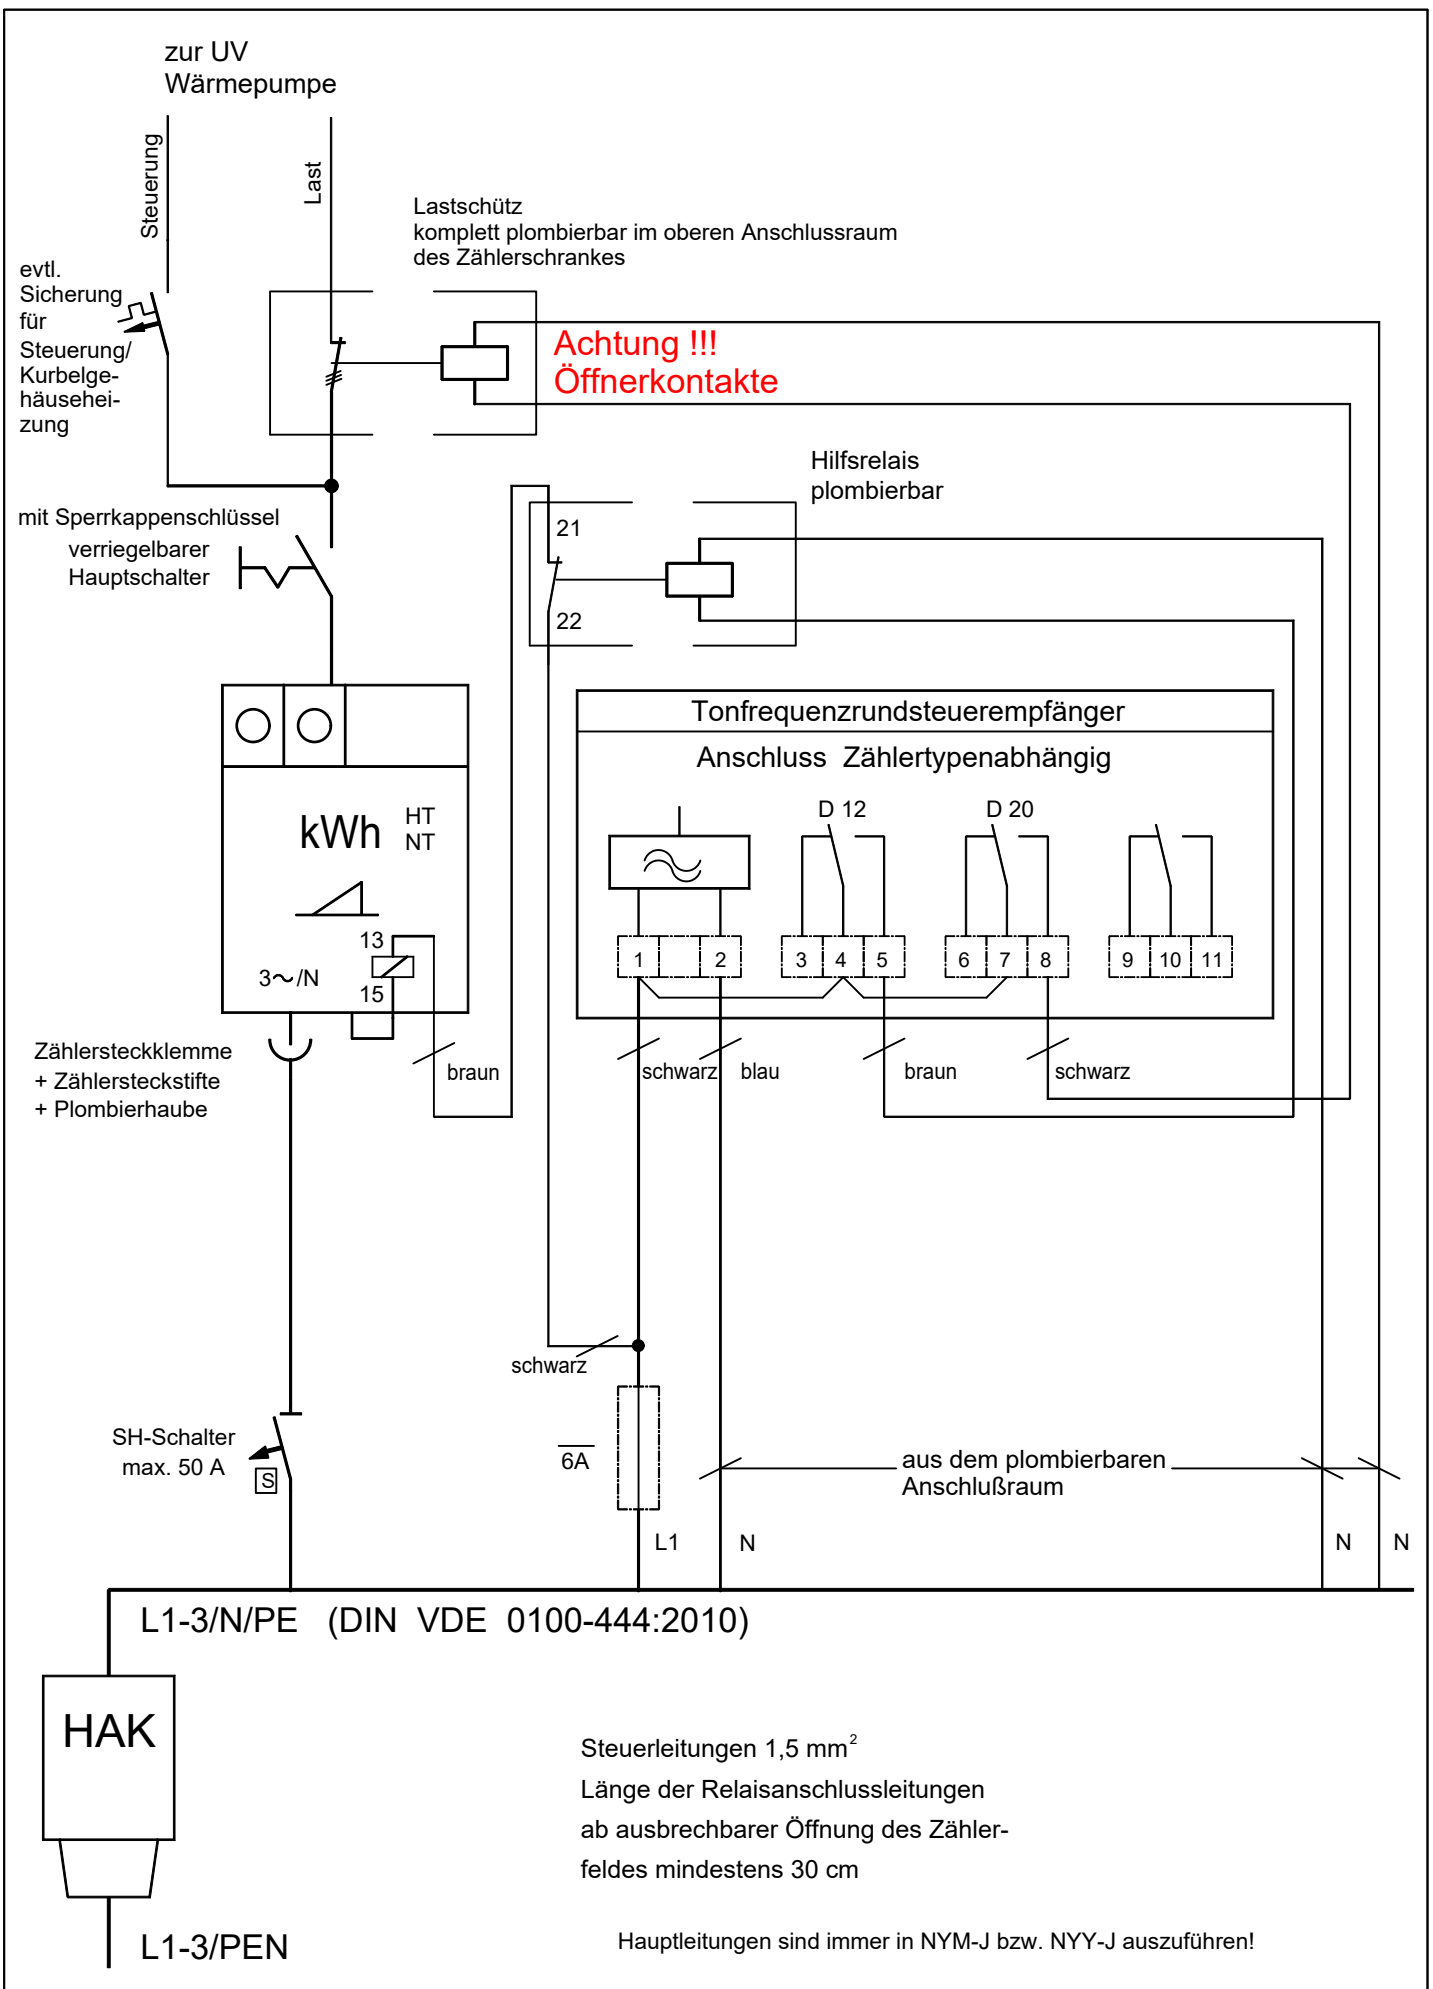 zur UV
Wärmepumpe
Steuerung
Last
Lastschütz
komplett plombierbar im oberen Anschlussraum
des Zählerschrankes
evtl.
Sicherung
für
Steuerung/
Kurbelge-
häusehei-
zung
Achtung !!!
Öffnerkontakte
Hilfsrelais
plombierbar
mit Sperrkappenschlüssel
verriegelbarer
Hauptschalter
21
22
Tonfrequenzrundsteuerempfänger
Anschluss Zählertypenabhängig
kWh
HT
NT
D 12
D 20
13
15
3~/N
1 2 3 4 5 6 7 8 9 10 11
Zählersteckklemme
+ Zählersteckstifte
+ Plombierhaube
braun
schwarz
blau
braun
schwarz
schwarz
SH-Schalter
max. 50 A
S
6A
aus dem plombierbaren
Anschlußraum
L1
N
N
N
L1-3/N/PE (DIN VDE 0100-444:2010)
HAK
Steuerleitungen 1,5 mm²
Länge der Relaisanschlussleitungen
ab ausbrechbarer Öffnung des Zähler-
feldes mindestens 30 cm
Hauptleitungen sind immer in NYM-J bzw. NYY-J auszuführen!
L1-3/PEN